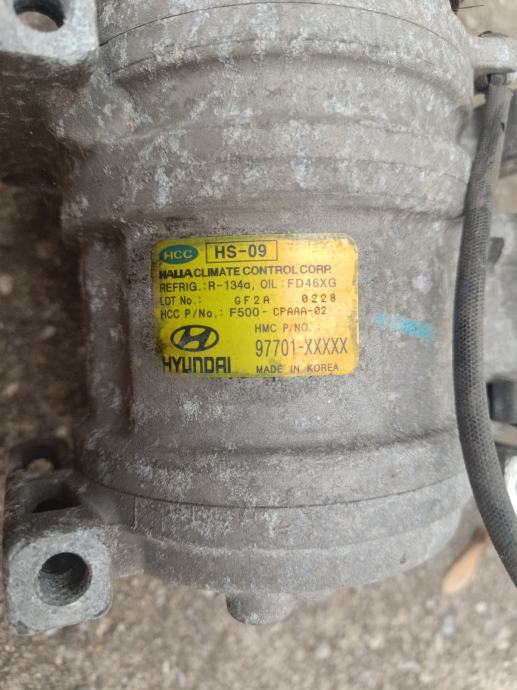 HCC HS-09
HALLA CLIMATE CONTROL CORP.
REFRIG.: R-134a, OIL: FD46XG
LOT No.: GF2A 0228
HCC P/No.: F500- CPAAA-02
HMC P/NO.:
HYUNDAI 97701-XXXXX
MADE IN KOREA